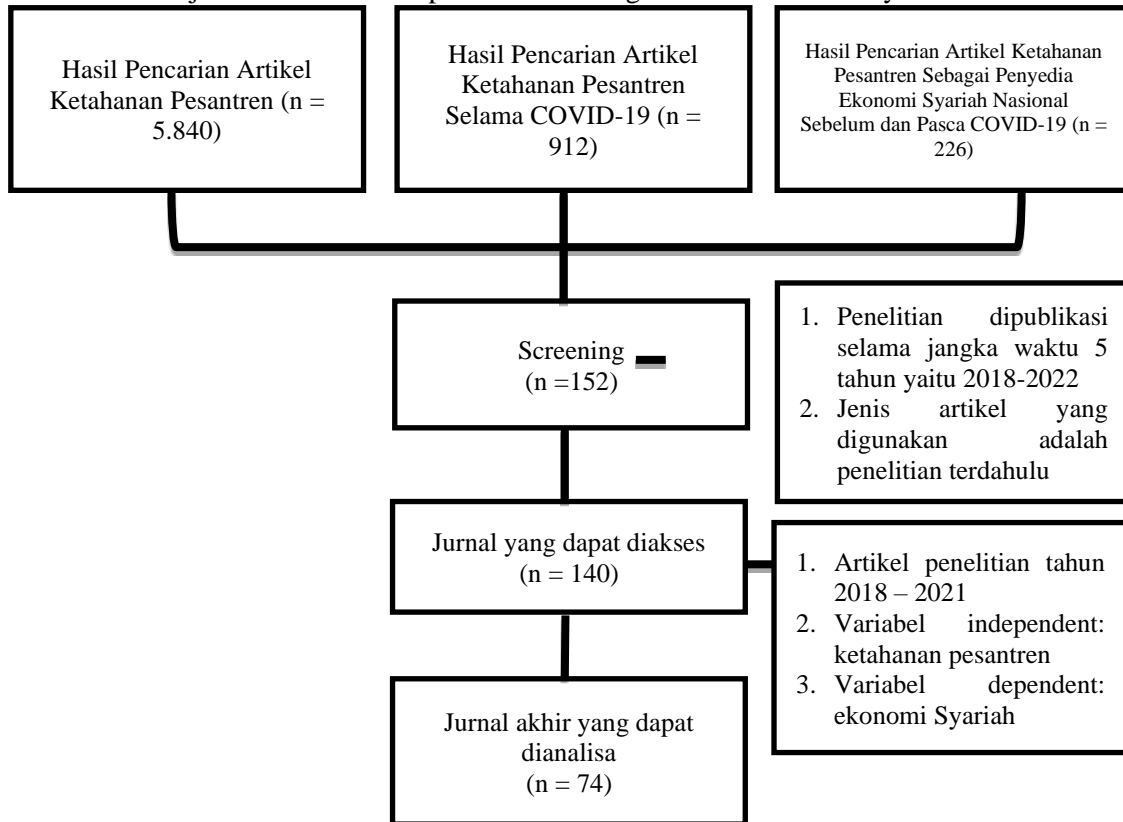 Hasil Pencarian Artikel
Ketahanan Pesantren (n =
5.840)
Hasil Pencarian Artikel
Ketahanan Pesantren
Selama COVID-19 (n =
912)
Hasil Pencarian Artikel Ketahanan
Pesantren Sebagai Penyedia
Ekonomi Syariah Nasional
Sebelum dan Pasca COVID-19 (n =
226)
Screening
(n =152)
1. Penelitian dipublikasi
selama jangka waktu 5
tahun yaitu 2018-2022
2. Jenis artikel yang
digunakan adalah
penelitian terdahulu
Jurnal yang dapat diakses
(n = 140)
1. Artikel penelitian tahun
2018 – 2021
2. Variabel independent:
ketahanan pesantren
3. Variabel dependent:
ekonomi Syariah
Jurnal akhir yang dapat
dianalisa
(n = 74)